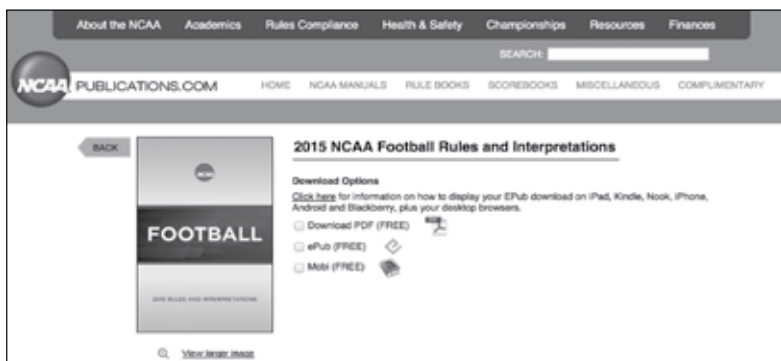 About the NCAA Academics Rules Compliance Health & Safety Championships Resources Finances
SEARCH:
NCAA PUBLICATIONS.COM HOME NCAA MANUALS RULE BOOKS SCOREBOOKS MISCELLANEOUS COMPLIMENTARY
BACK
2015 NCAA Football Rules and Interpretations
Download Options
Click here for information on how to display your EPub download on iPad, Kindle, Nook, iPhone,
Android and Blackberry, plus your desktop browsers.
Download PDF (FREE)
ePub (FREE)
Mobi (FREE)
FOOTBALL
2015 RULES AND INTERPRETATIONS
View larger image